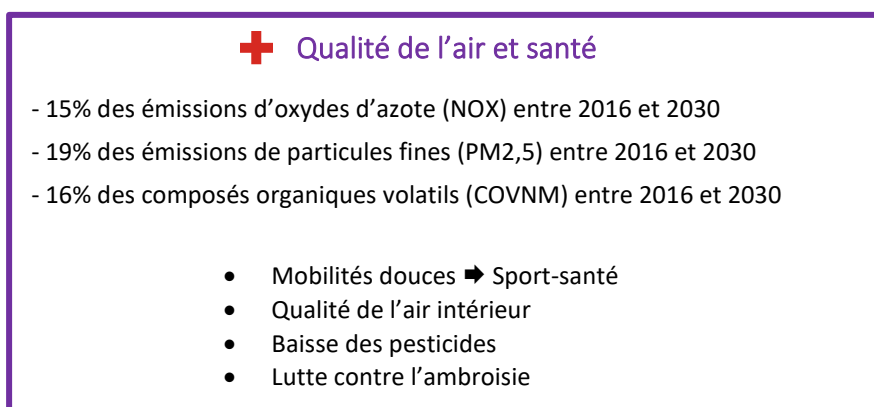 Qualité de l’air et santé
- 15% des émissions d’oxydes d’azote (NOX) entre 2016 et 2030
- 19% des émissions de particules fines (PM2,5) entre 2016 et 2030
- 16% des composés organiques volatils (COVNM) entre 2016 et 2030
• Mobilités douces 🡺 Sport-santé
• Qualité de l’air intérieur
• Baisse des pesticides
• Lutte contre l’ambroisie